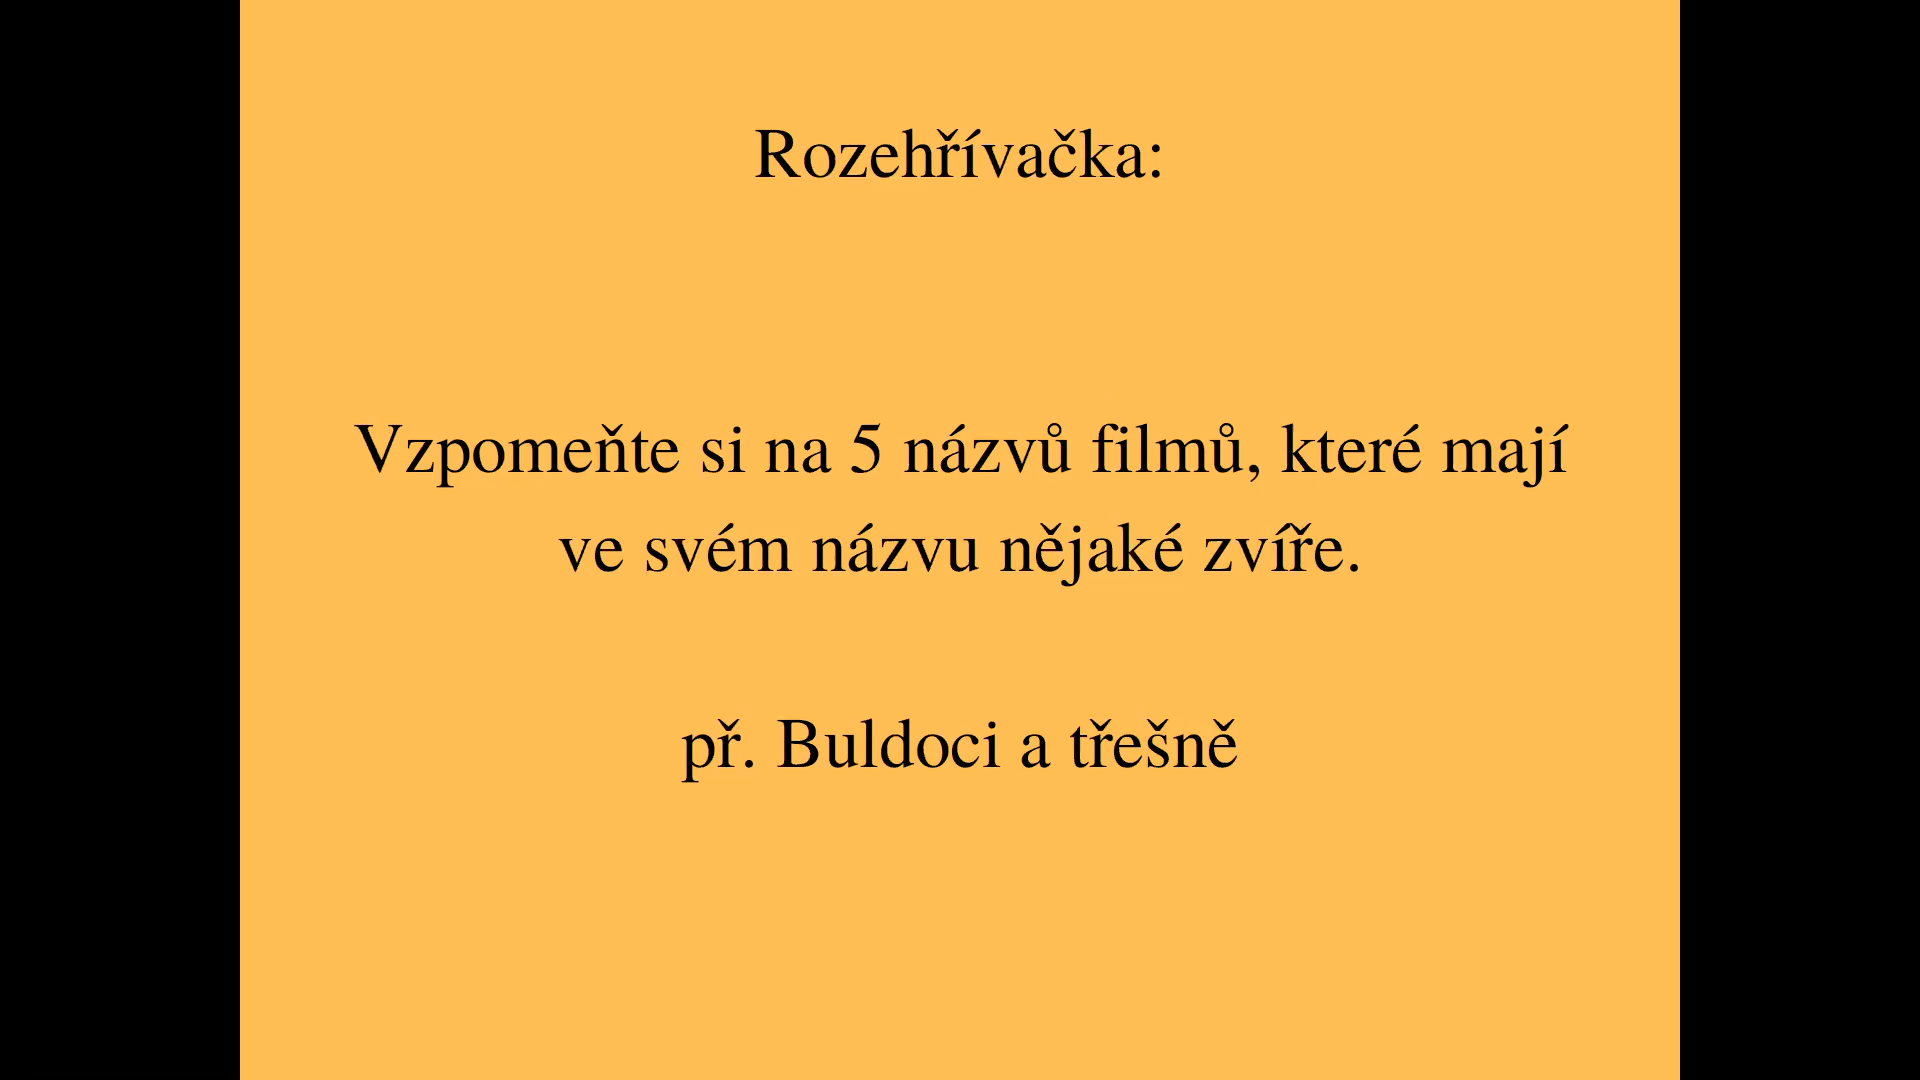 Rozehřívačka:
Vzpomeňte si na 5 názvů filmů, které mají
ve svém názvu nějaké zvíře.
př. Buldoci a třešně